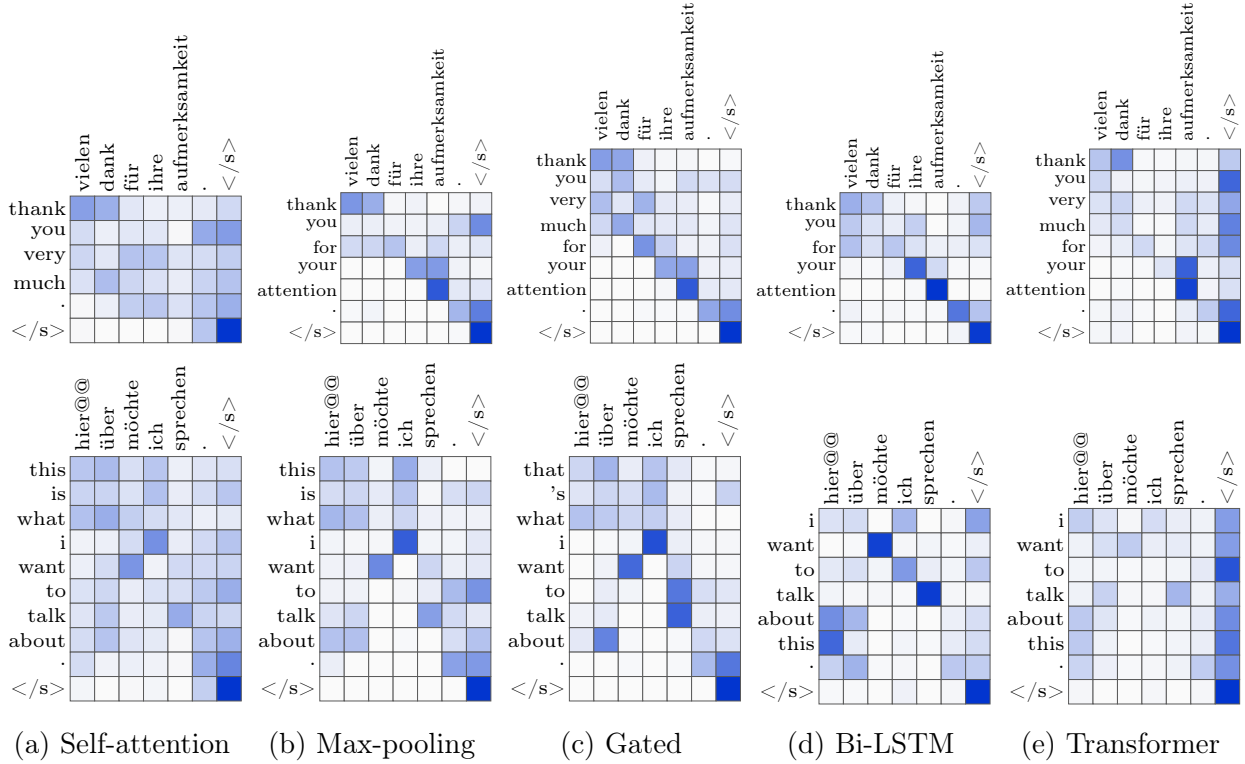 vielen dank für ihre aufmerksamkeit . </s>
thank
you
very
much
.
</s>
vielen dank für ihre aufmerksamkeit . </s>
thank
you
for
your
attention
.
</s>
vielen dank für ihre aufmerksamkeit . </s>
thank
you
very
much
for
your
attention
.
</s>
vielen dank für ihre aufmerksamkeit . </s>
thank
you
for
your
attention
.
</s>
vielen dank für ihre aufmerksamkeit . </s>
thank
you
very
much
for
your
attention
.
</s>
hier@@ über möchte ich sprechen . </s>
this
is
what
i
want
to
talk
about
.
</s>
hier@@ über möchte ich sprechen . </s>
this
is
what
i
want
to
talk
about
.
</s>
hier@@ über möchte ich sprechen . </s>
that
's
what
i
want
to
talk
about
.
</s>
hier@@ über möchte ich sprechen . </s>
i
want
to
talk
about
this
.
</s>
hier@@ über möchte ich sprechen . </s>
i
want
to
talk
about
this
.
</s>
(a) Self-attention
(b) Max-pooling
(c) Gated
(d) Bi-LSTM
(e) Transformer